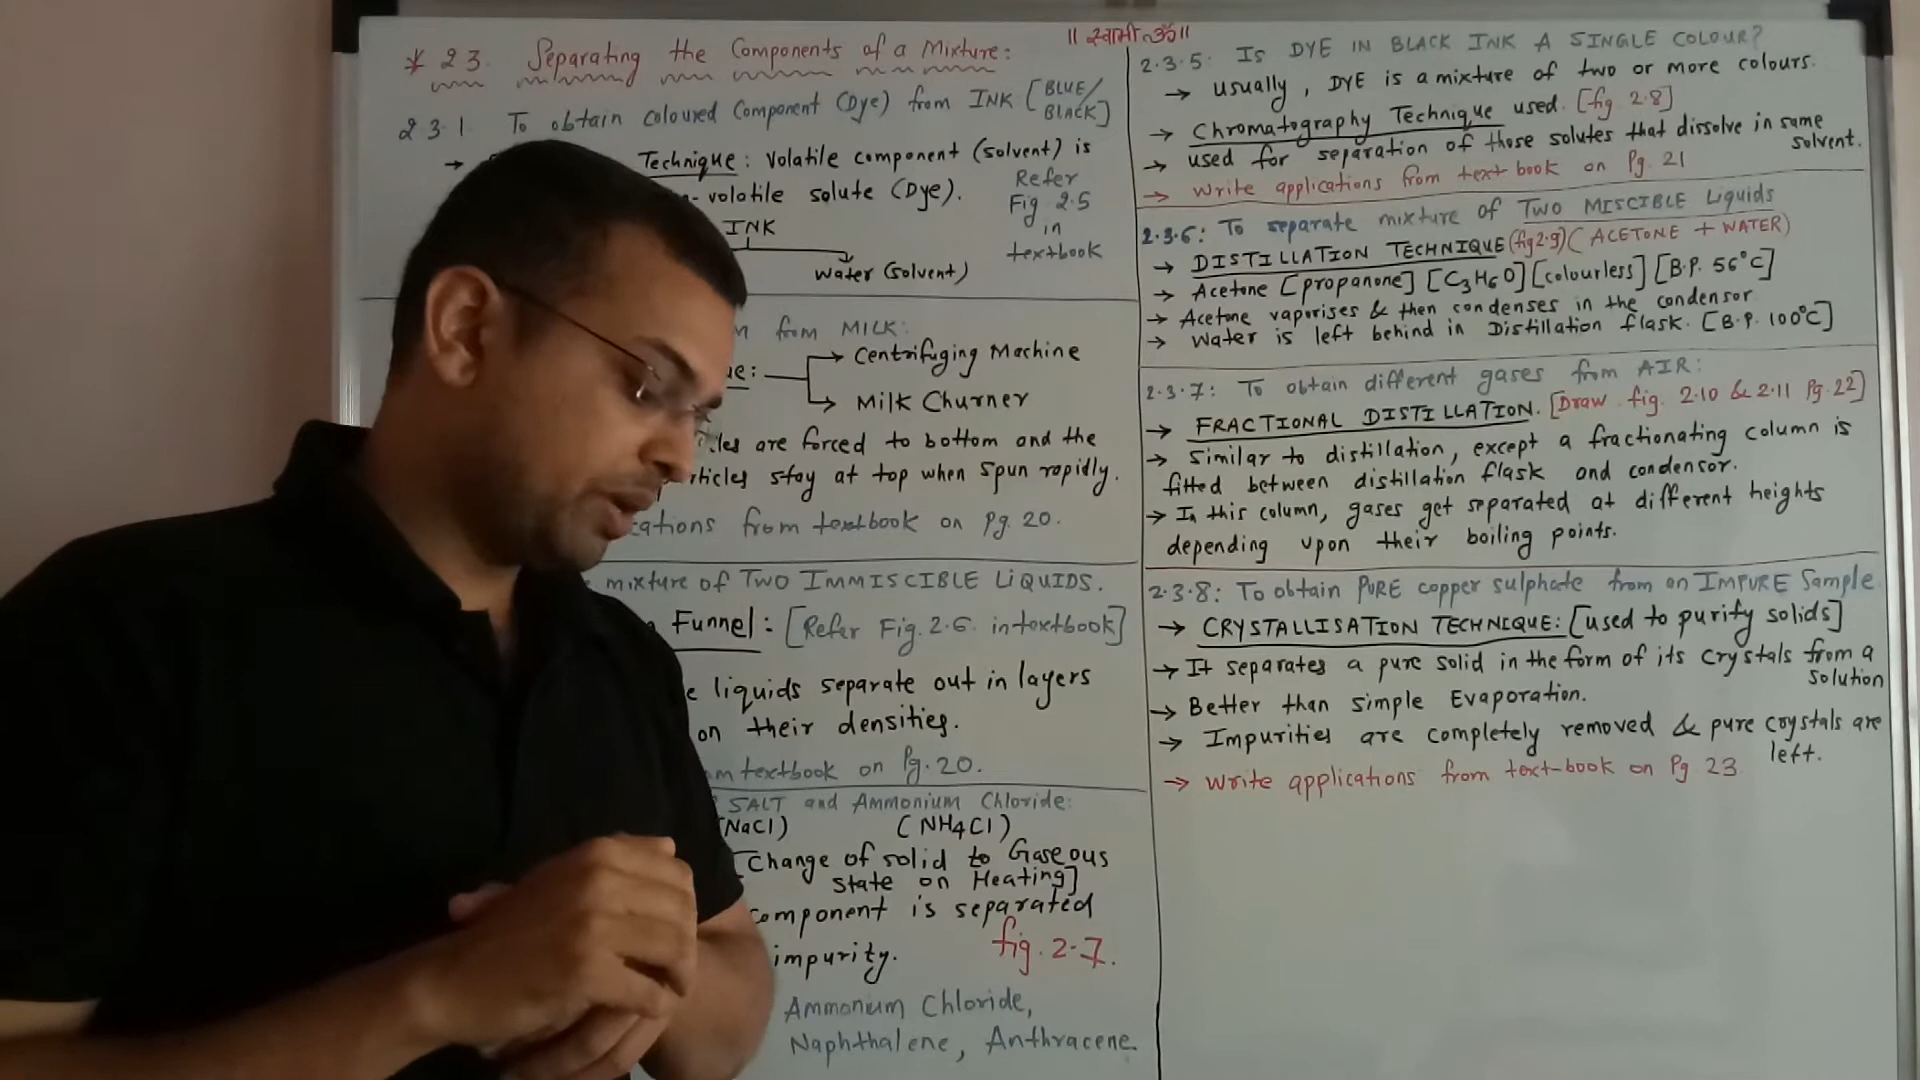 || स्वामी ॐ ||
* 2.3. Separating the Components of a Mixture:
2.3.1 To obtain coloured component (Dye) from INK [BLUE/BLACK]
→ Technique: Volatile component (solvent) is
-volatile solute (Dye).
Refer
Fig 2.5
in
textbook
INK
Water (solvent)
from MILK:
→ Centrifuging Machine
→ Milk Churner
are forced to bottom and the
stay at top when spun rapidly.
from textbook on pg. 20.
mixture of TWO IMMISCIBLE LIQUIDS.
Funnel: [Refer Fig. 2.6. in textbook]
liquids separate out in layers
on their densities.
textbook on Pg. 20.
SALT and Ammonium Chloride:
(NaCl) (NH4Cl)
[Change of solid to Gaseous
state on Heating]
component is separated
impurity. fig. 2.7.
Ammonium Chloride,
Naphthalene, Anthracene.
2.3.5: Is DYE IN BLACK INK A SINGLE COLOUR?
→ usually, DYE is a mixture of two or more colours.
→ Chromatography Technique used. [fig 2.8]
→ used for separation of those solutes that dissolve in same solvent.
→ write applications from text book on Pg. 21
2.3.6: To separate mixture of TWO MISCIBLE Liquids
→ DISTILLATION TECHNIQUE (fig 2.9) (ACETONE + WATER)
→ Acetone [propanone] [C3H6O] [colourless] [B.P. 56°C]
→ Acetone vaporises & then condenses in the condensor.
→ Water is left behind in Distillation flask. [B.P. 100°C]
2.3.7: To obtain different gases from AIR:
→ FRACTIONAL DISTILLATION. [Draw fig. 2.10 & 2.11 Pg. 22]
→ Similar to distillation, except a fractionating column is
fitted between distillation flask and condensor.
→ In this column, gases get separated at different heights
depending upon their boiling points.
2.3.8: To obtain PURE copper sulphate from an IMPURE Sample
→ CRYSTALLISATION TECHNIQUE: [used to purify solids]
→ It separates a pure solid in the form of its crystals from a solution
→ Better than simple Evaporation.
→ Impurities are completely removed & pure crystals are left.
→ write applications from text-book on Pg 23